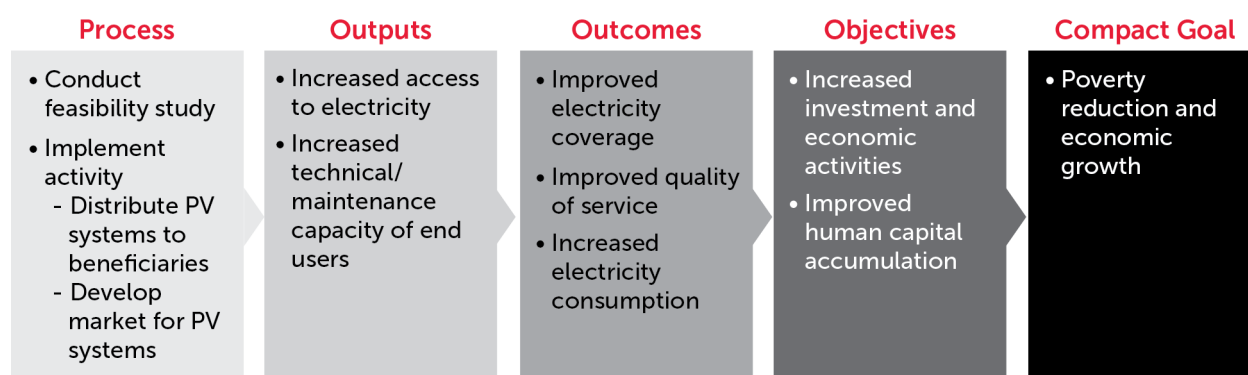 Process
• Conduct
feasibility study
• Implement
activity
- Distribute PV
systems to
beneficiaries
- Develop
market for PV
systems
Outputs
• Increased access
to electricity
• Increased
technical/
maintenance
capacity of end
users
Outcomes
• Improved
electricity
coverage
• Improved quality
of service
• Increased
electricity
consumption
Objectives
• Increased
investment and
economic
activities
• Improved
human capital
accumulation
Compact Goal
• Poverty
reduction and
economic
growth